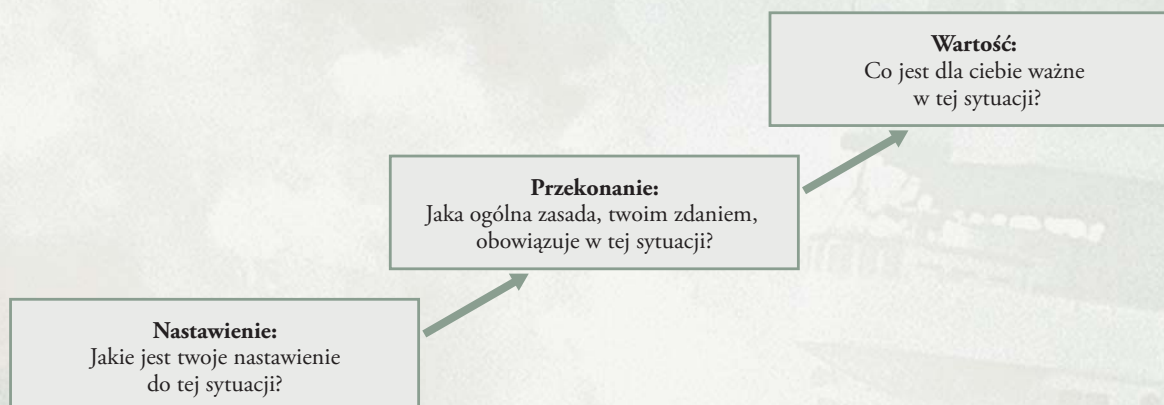 Wartość:
Co jest dla ciebie ważne
w tej sytuacji?
Przekonanie:
Jaka ogólna zasada, twoim zdaniem,
obowiązuje w tej sytuacji?
Nastawienie:
Jakie jest twoje nastawienie
do tej sytuacji?